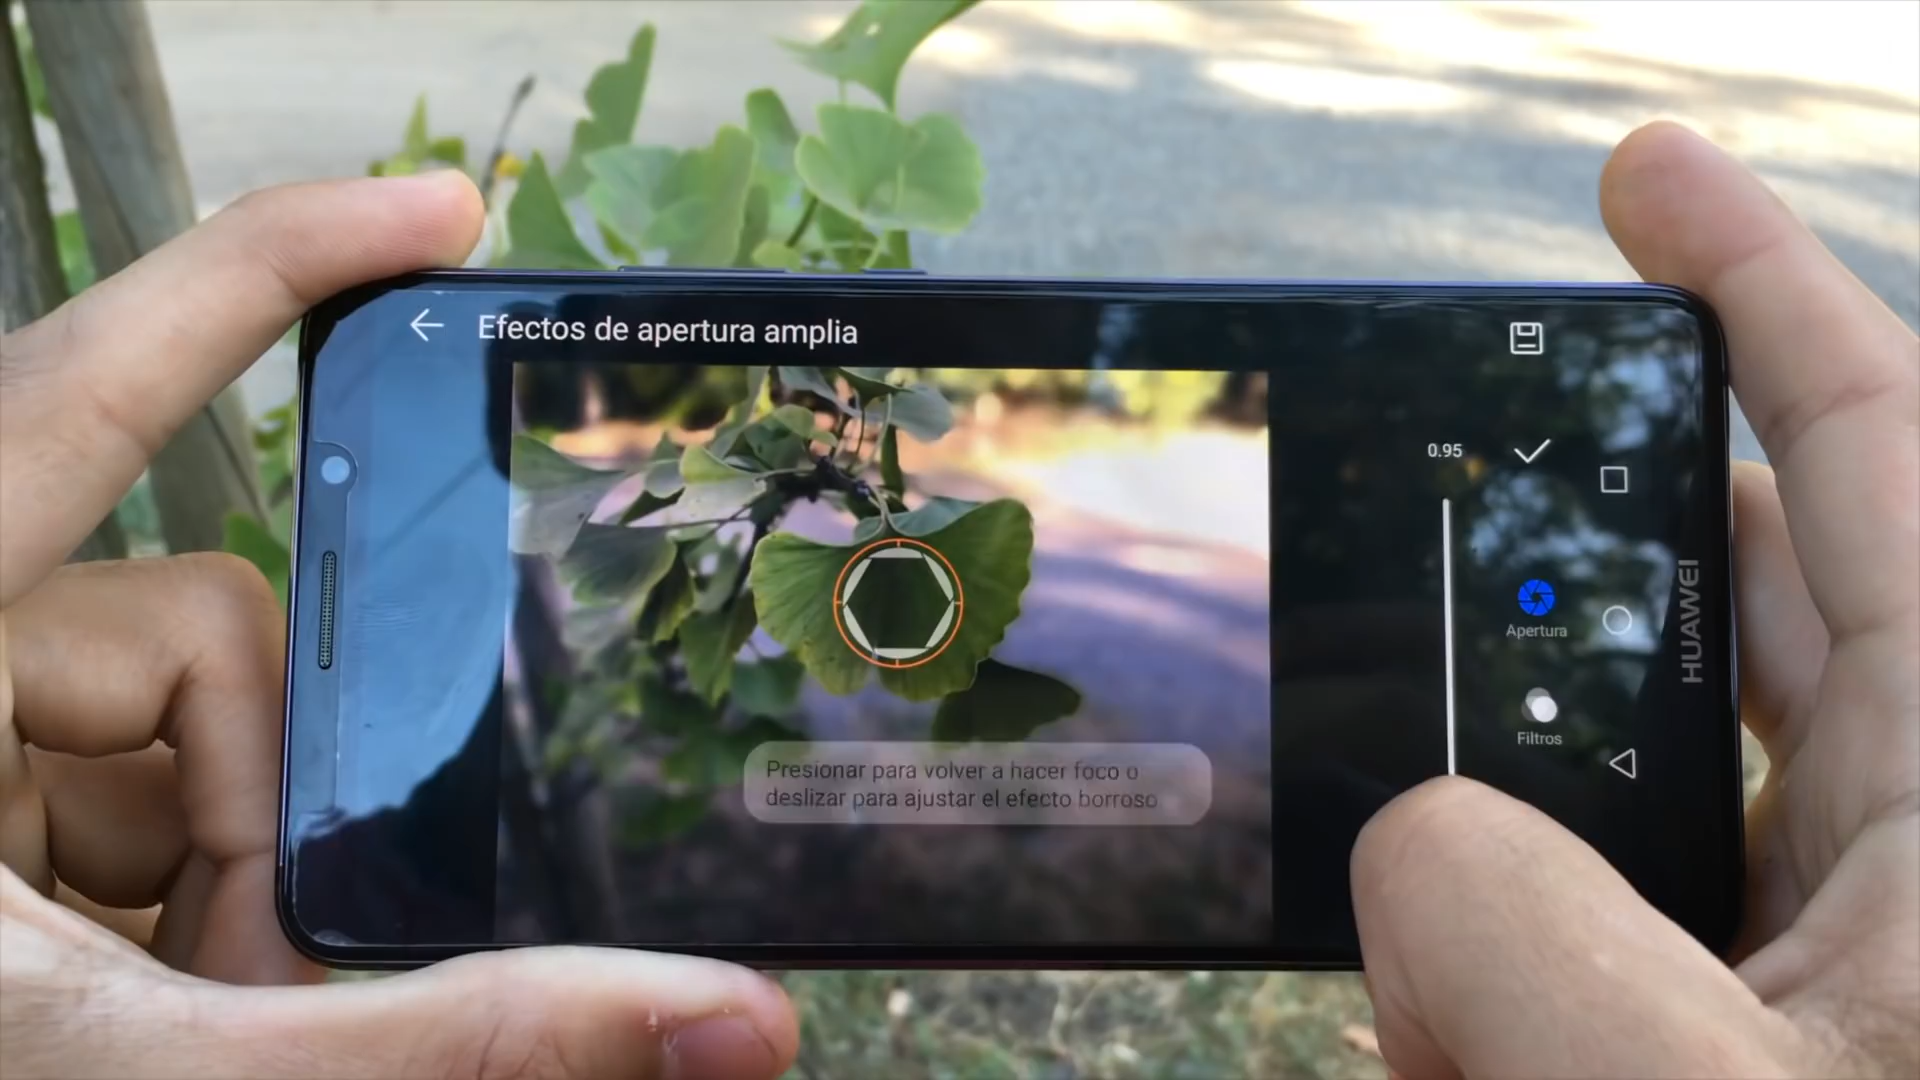 Efectos de apertura amplia
0.95
Apertura
Filtros
HUAWEI
Presionar para volver a hacer foco o
deslizar para ajustar el efecto borroso